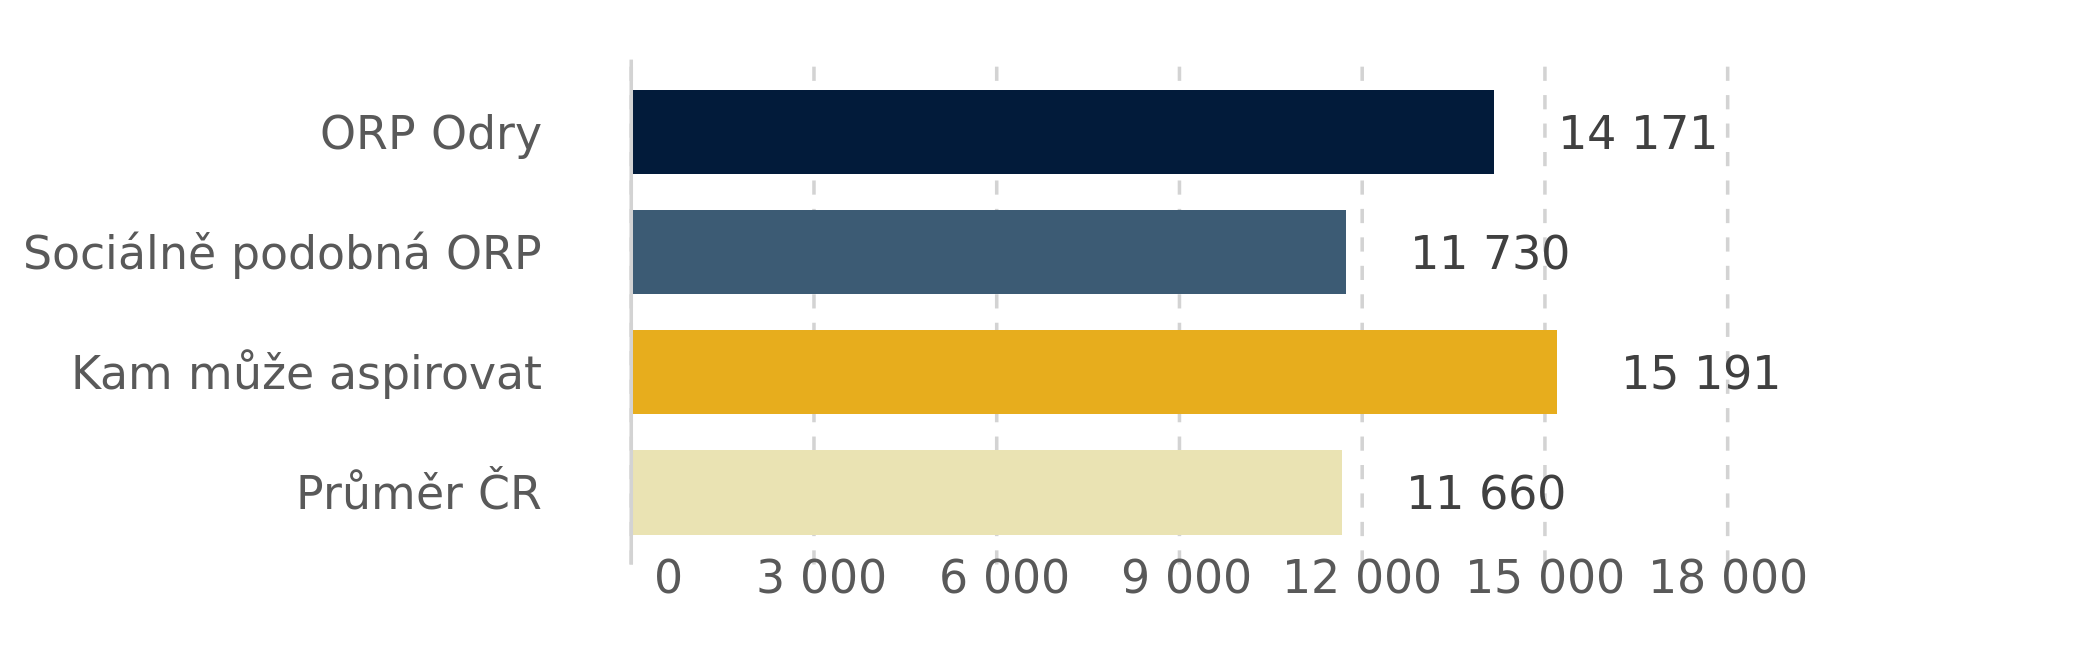 ORP Odry 14 171
Sociálně podobná ORP 11 730
Kam může aspirovat 15 191
Průměr ČR 11 660
0 3 000 6 000 9 000 12 000 15 000 18 000